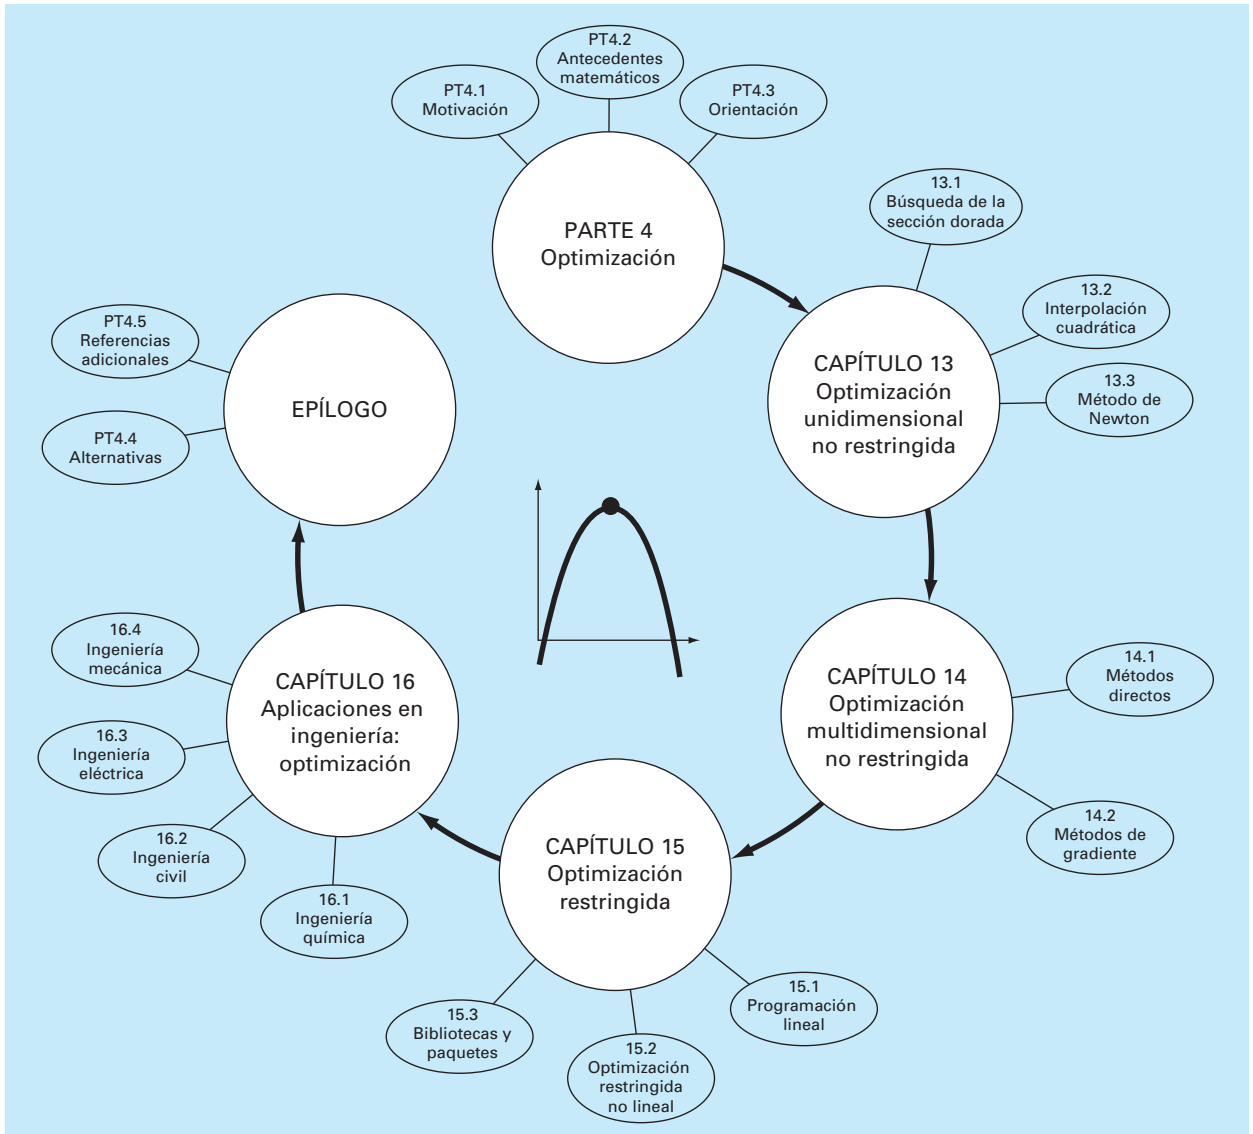 PT4.1
Motivación
PT4.2
Antecedentes
matemáticos
PT4.3
Orientación
PARTE 4
Optimización
13.1
Búsqueda de la
sección dorada
13.2
Interpolación
cuadrática
13.3
Método de
Newton
CAPÍTULO 13
Optimización
unidimensional
no restringida
14.1
Métodos
directos
14.2
Métodos de
gradiente
CAPÍTULO 14
Optimización
multidimensional
no restringida
15.1
Programación
lineal
15.2
Optimización
restringida
no lineal
15.3
Bibliotecas y
paquetes
CAPÍTULO 15
Optimización
restringida
16.1
Ingeniería
química
16.2
Ingeniería
civil
16.3
Ingeniería
eléctrica
16.4
Ingeniería
mecánica
CAPÍTULO 16
Aplicaciones en
ingeniería:
optimización
PT4.4
Alternativas
PT4.5
Referencias
adicionales
EPÍLOGO